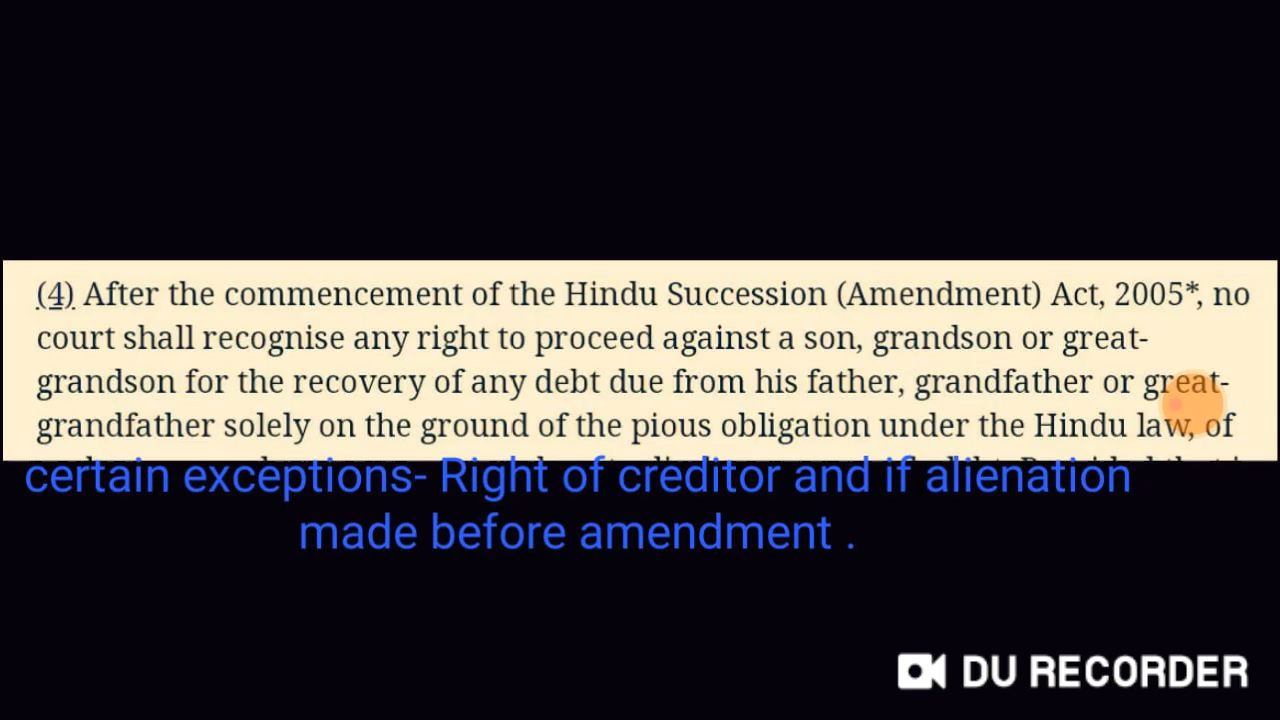 (4) After the commencement of the Hindu Succession (Amendment) Act, 2005*, no
court shall recognise any right to proceed against a son, grandson or great-
grandson for the recovery of any debt due from his father, grandfather or great-
grandfather solely on the ground of the pious obligation under the Hindu law, of
certain exceptions- Right of creditor and if alienation
made before amendment .
DU RECORDER